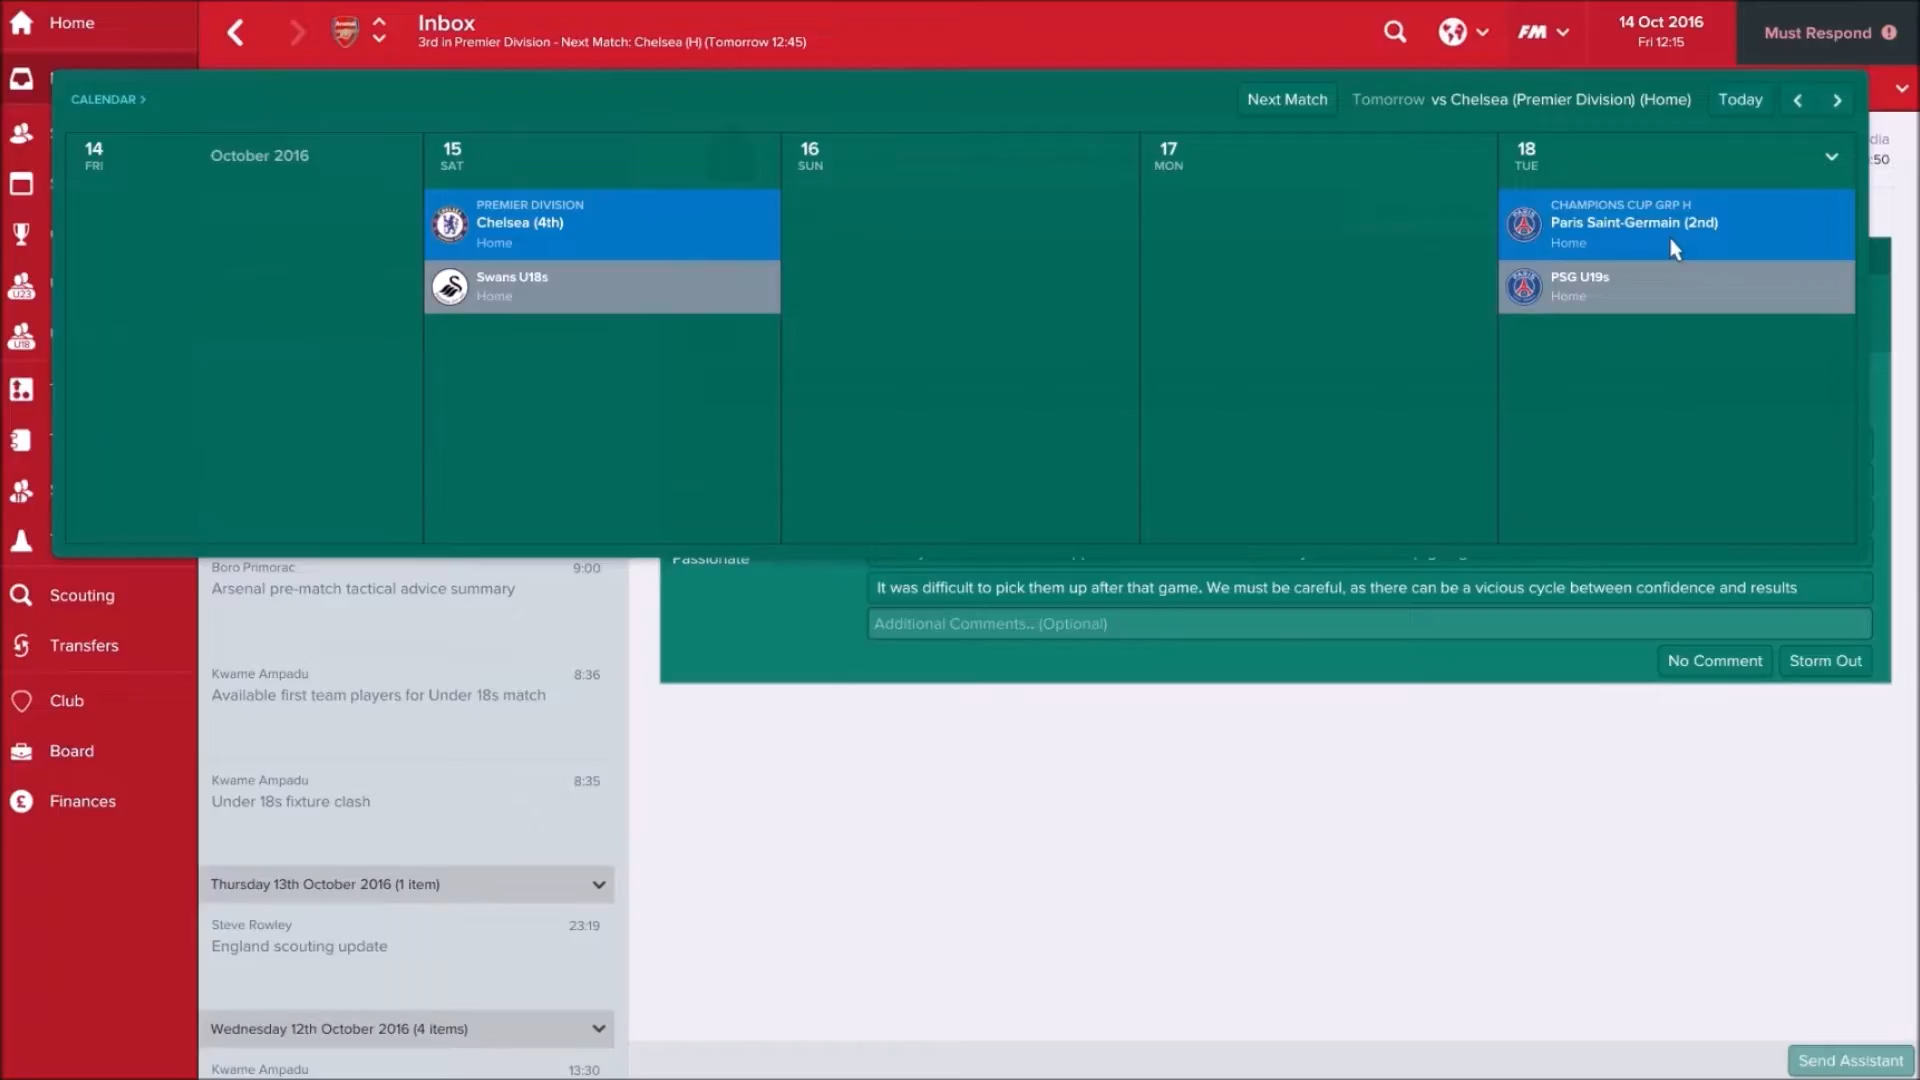 Home
Inbox
3rd in Premier Division - Next Match: Chelsea (H) (Tomorrow 12:45)
FM
14 Oct 2016
Fri 12:15
Must Respond
CALENDAR >
Next Match
Tomorrow vs Chelsea (Premier Division) (Home)
Today
14
FRI
October 2016
15
SAT
16
SUN
17
MON
18
TUE
dia
:50
PREMIER DIVISION
Chelsea (4th)
Home
Swans U18s
Home
CHAMPIONS CUP GRP H
Paris Saint-Germain (2nd)
Home
PSG U19s
Home
U23
U18
Passionate
It was difficult to pick them up after that game. We must be careful, as there can be a vicious cycle between confidence and results
Additional Comments... (Optional)
No Comment
Storm Out
Scouting
Transfers
Club
Board
Finances
Boro Primorac
9:00
Arsenal pre-match tactical advice summary
Kwame Ampadu
8:36
Available first team players for Under 18s match
Kwame Ampadu
8:35
Under 18s fixture clash
Thursday 13th October 2016 (1 item)
Steve Rowley
23:19
England scouting update
Wednesday 12th October 2016 (4 items)
Kwame Ampadu
13:30
Send Assistant